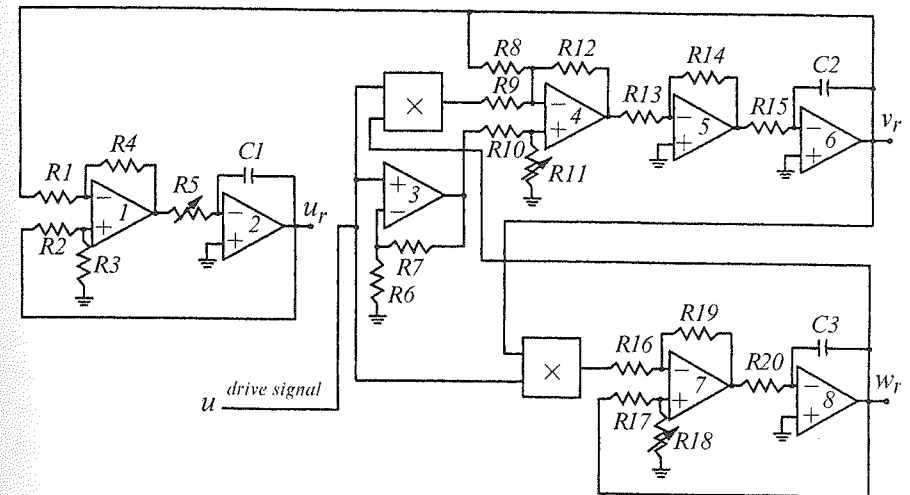 R8
R12
R14
C2
×
R9
4
R13
5
R15
6
v_r
R10
R11
R4
C1
R1
R5
u_r
1
2
R2
R3
3
R7
R6
R19
C3
R16
R20
×
7
8
w_r
R17
R18
drive signal
u
− + − + + − − + − + − + − + − +